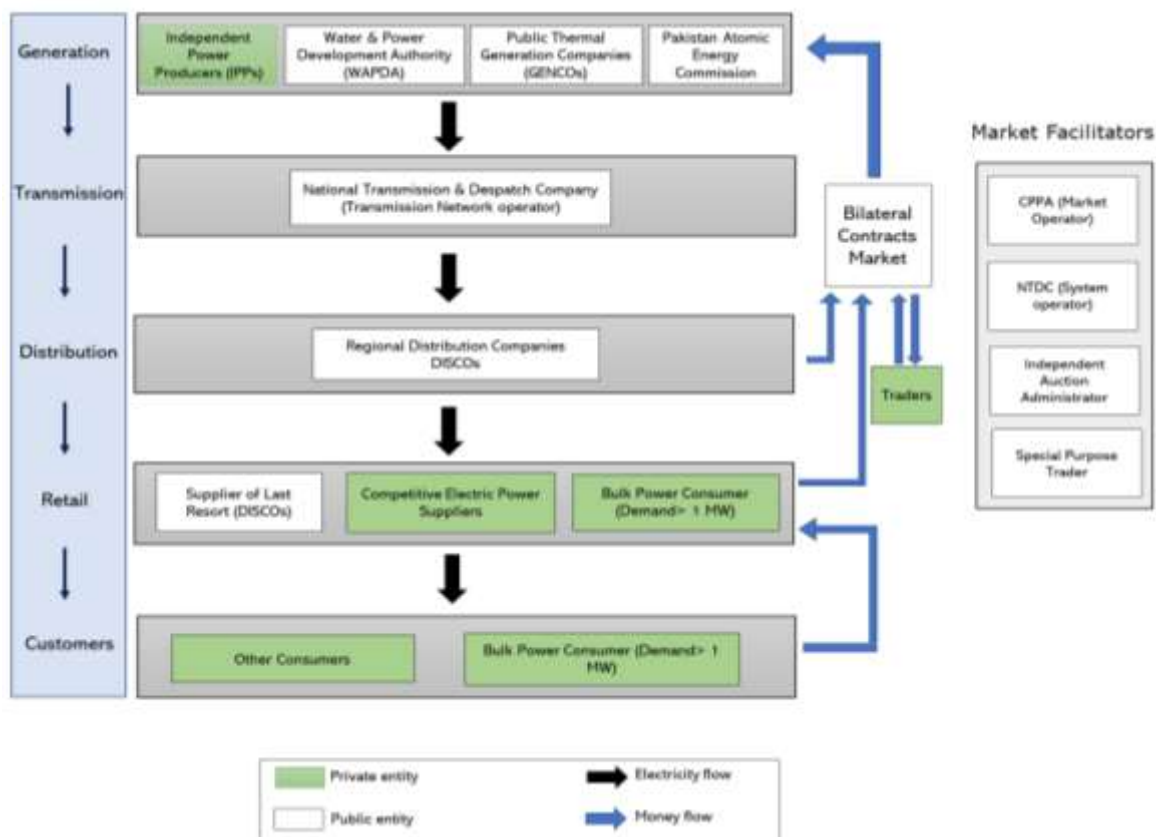 Generation
Independent
Power
Producers (IPPs)
Water & Power
Development Authority
(WAPDA)
Public Thermal
Generation Companies
(GENCOs)
Pakistan Atomic
Energy
Commission
Transmission
National Transmission & Despatch Company
(Transmission Network operator)
Distribution
Regional Distribution Companies
DISCOs
Retail
Supplier of Last
Resort (DISCOs)
Competitive Electric Power
Suppliers
Bulk Power Consumer
(Demand> 1 MW)
Customers
Other Consumers
Bulk Power Consumer (Demand> 1
MW)
Bilateral
Contracts
Market
Traders
Market Facilitators
CPPA (Market
Operator)
NTDC (System
operator)
Independent
Auction
Administrator
Special Purpose
Trader
Private entity
Electricity flow
Public entity
Money flow